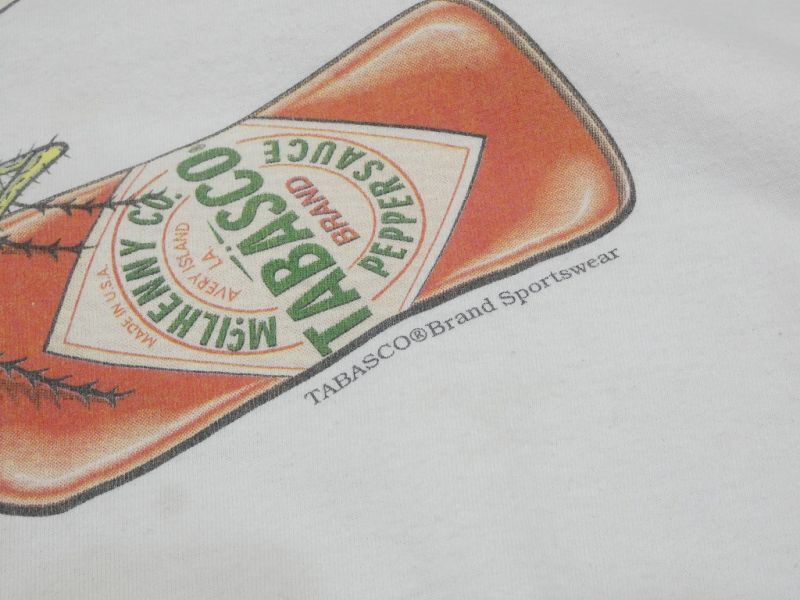 McILHENNY CO.
TABASCO®
BRAND
PEPPER SAUCE
AVERY ISLAND
LA.
MADE IN U.S.A.
TABASCO®Brand Sportswear